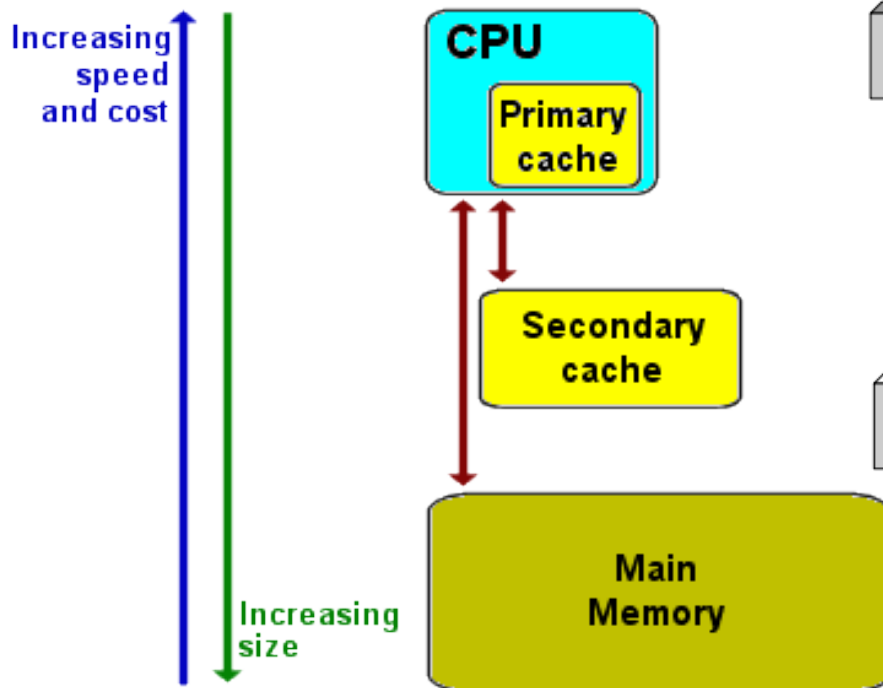 Increasing
speed
and cost
CPU
Primary
cache
Secondary
cache
Main
Memory
Increasing
size